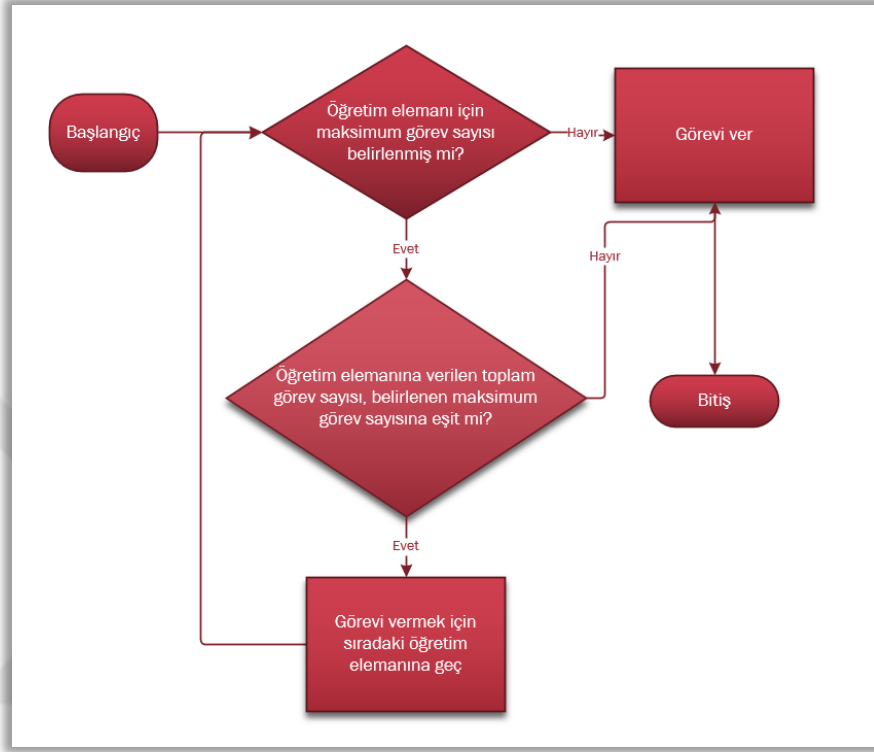 Başlangıç
Öğretim elemanı için
maksimum görev sayısı
belirlenmiş mi?
Hayır
Görevi ver
Evet
Hayır
Öğretim elemanına verilen toplam
görev sayısı, belirlenen maksimum
görev sayısına eşit mi?
Bitiş
Evet
Görevi vermek için
sıradaki öğretim
elemanına geç